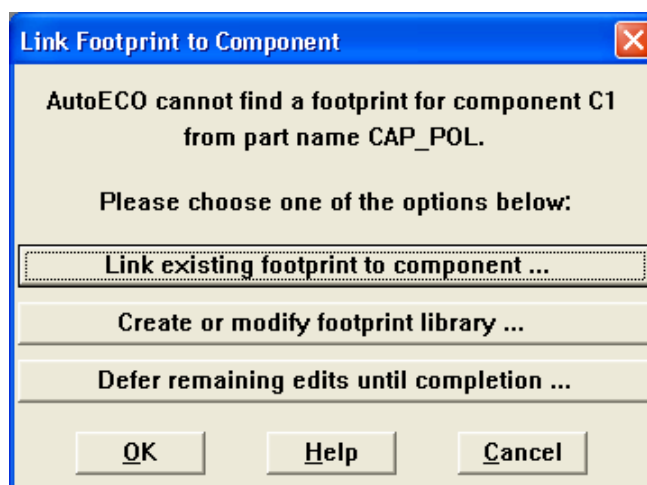 Link Footprint to Component
AutoECO cannot find a footprint for component C1
from part name CAP_POL.
Please choose one of the options below:
Link existing footprint to component ...
Create or modify footprint library ...
Defer remaining edits until completion ...
OK Help Cancel